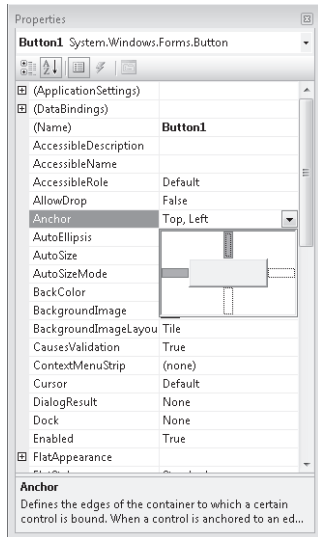 Properties
Button1 System.Windows.Forms.Button
(ApplicationSettings)
(DataBindings)
(Name) Button1
AccessibleDescription
AccessibleName
AccessibleRole Default
AllowDrop False
Anchor Top, Left
AutoEllipsis
AutoSize
AutoSizeMode
BackColor
BackgroundImage
BackgroundImageLayou Tile
CausesValidation True
ContextMenuStrip (none)
Cursor Default
DialogResult None
Dock None
Enabled True
FlatAppearance
Anchor
Defines the edges of the container to which a certain
control is bound. When a control is anchored to an ed...